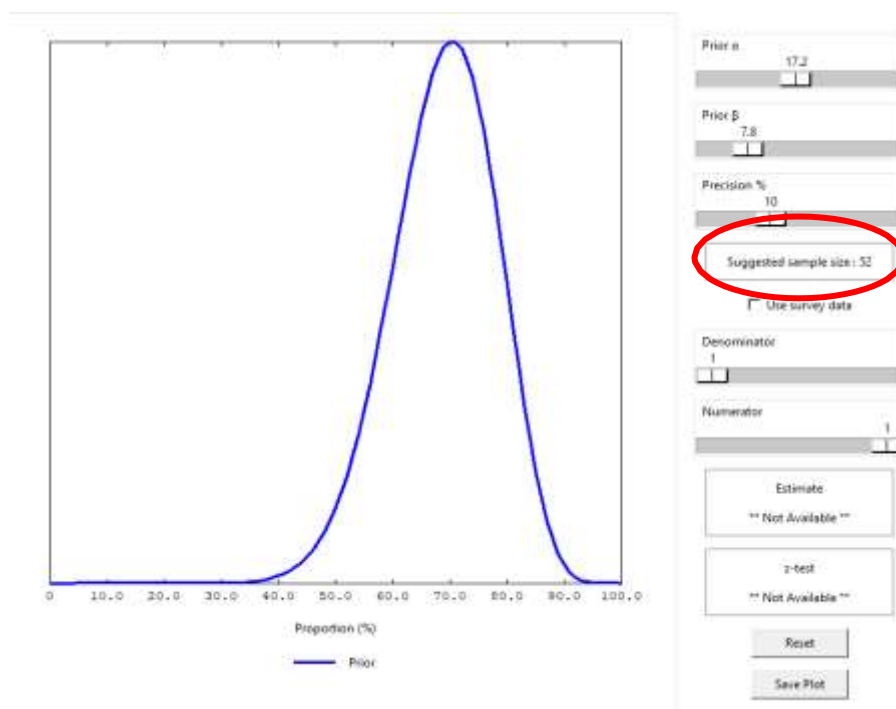 Prior α
17.2
Prior β
7.8
Precision %
10
Suggested sample size : 52
Use survey data
Denominator
1
Numerator
1
Estimate
** Not Available **
z-test
** Not Available **
Reset
Save Plot
0 10.0 20.0 30.0 40.0 50.0 60.0 70.0 80.0 90.0 100.0
Proportion (%)
Prior